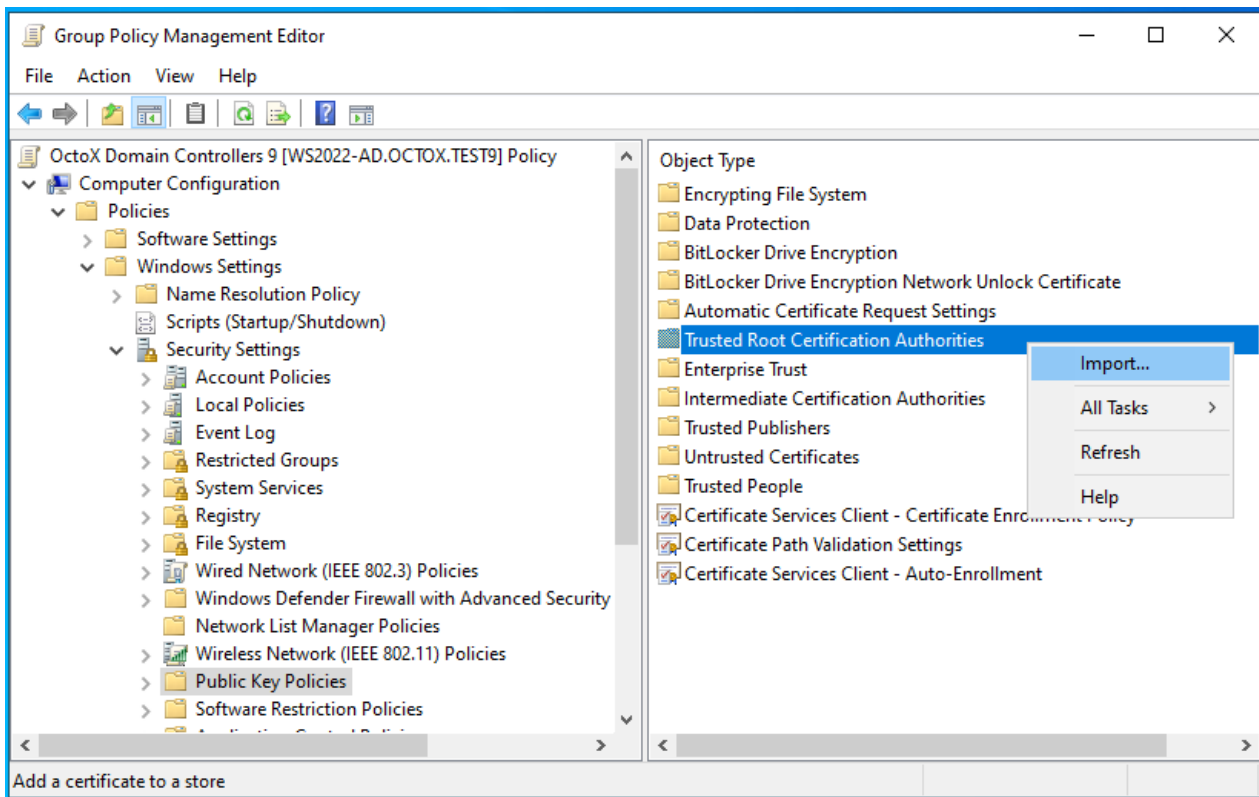 Group Policy Management Editor
File Action View Help
OctoX Domain Controllers 9 [WS2022-AD.OCTOX.TEST9] Policy
Computer Configuration
Policies
Software Settings
Windows Settings
Name Resolution Policy
Scripts (Startup/Shutdown)
Security Settings
Account Policies
Local Policies
Event Log
Restricted Groups
System Services
Registry
File System
Wired Network (IEEE 802.3) Policies
Windows Defender Firewall with Advanced Security
Network List Manager Policies
Wireless Network (IEEE 802.11) Policies
Public Key Policies
Software Restriction Policies
Object Type
Encrypting File System
Data Protection
BitLocker Drive Encryption
BitLocker Drive Encryption Network Unlock Certificate
Automatic Certificate Request Settings
Trusted Root Certification Authorities
Enterprise Trust
Intermediate Certification Authorities
Trusted Publishers
Untrusted Certificates
Trusted People
Certificate Services Client - Certificate Enrollment Policy
Certificate Path Validation Settings
Certificate Services Client - Auto-Enrollment
Import...
All Tasks
Refresh
Help
Add a certificate to a store